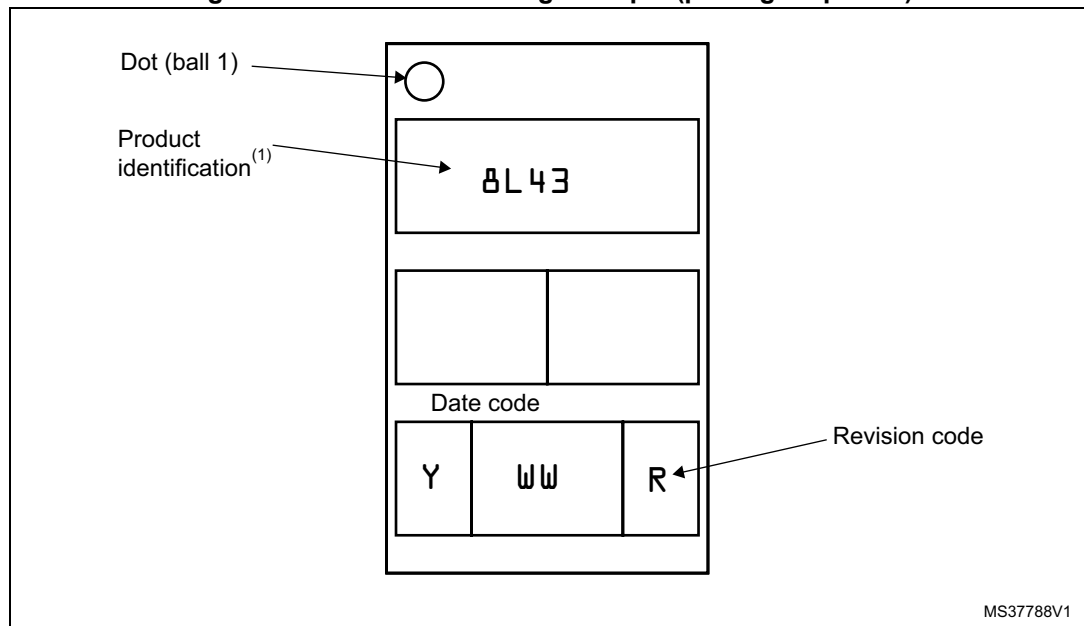 Dot (ball 1)
Product
identification(1)
8L43
Date code
Y WW R
Revision code
MS37788V1